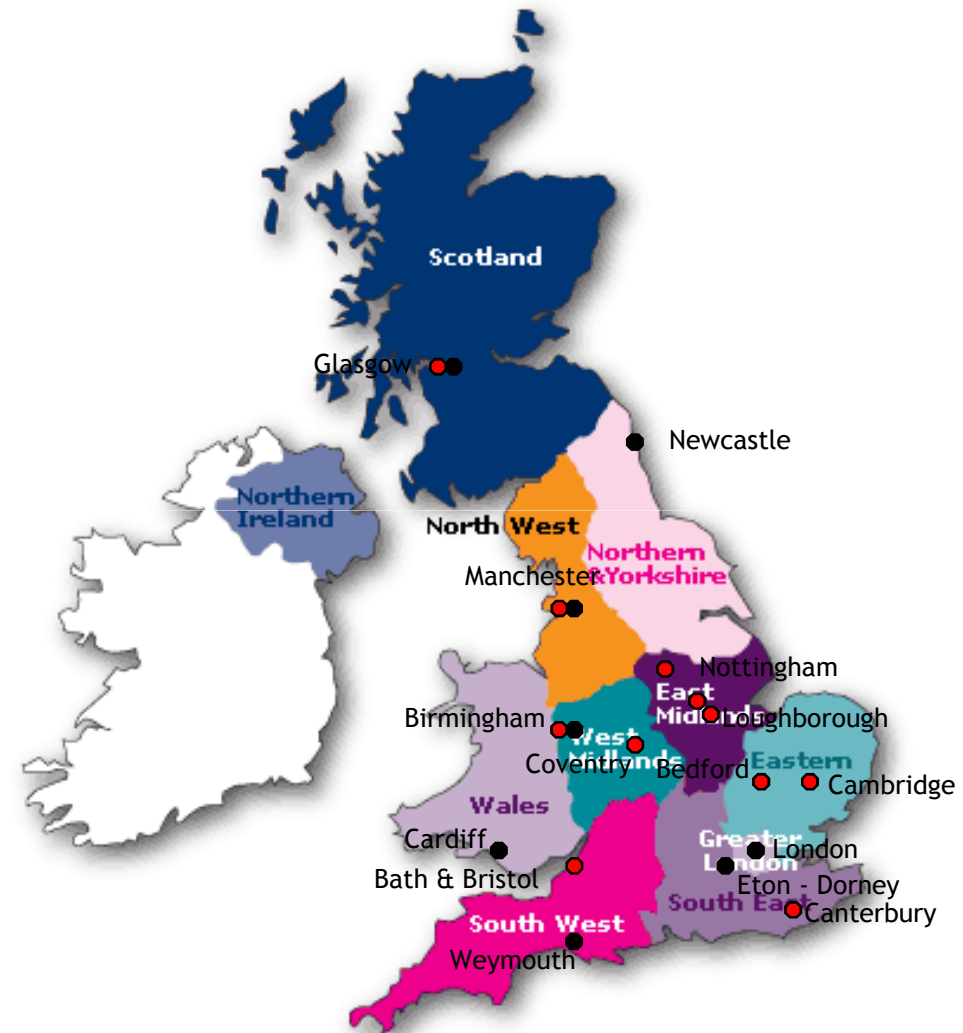 Scotland
Glasgow
Newcastle
Northern
Ireland
North West
Northern
&Yorkshire
Manchester
Nottingham
East
Midlands
Loughborough
Birmingham
West
Midlands
Coventry
Bedford
Eastern
Cambridge
Wales
Cardiff
Greater
London
London
Bath & Bristol
Eton - Dorney
South East
Canterbury
South West
Weymouth